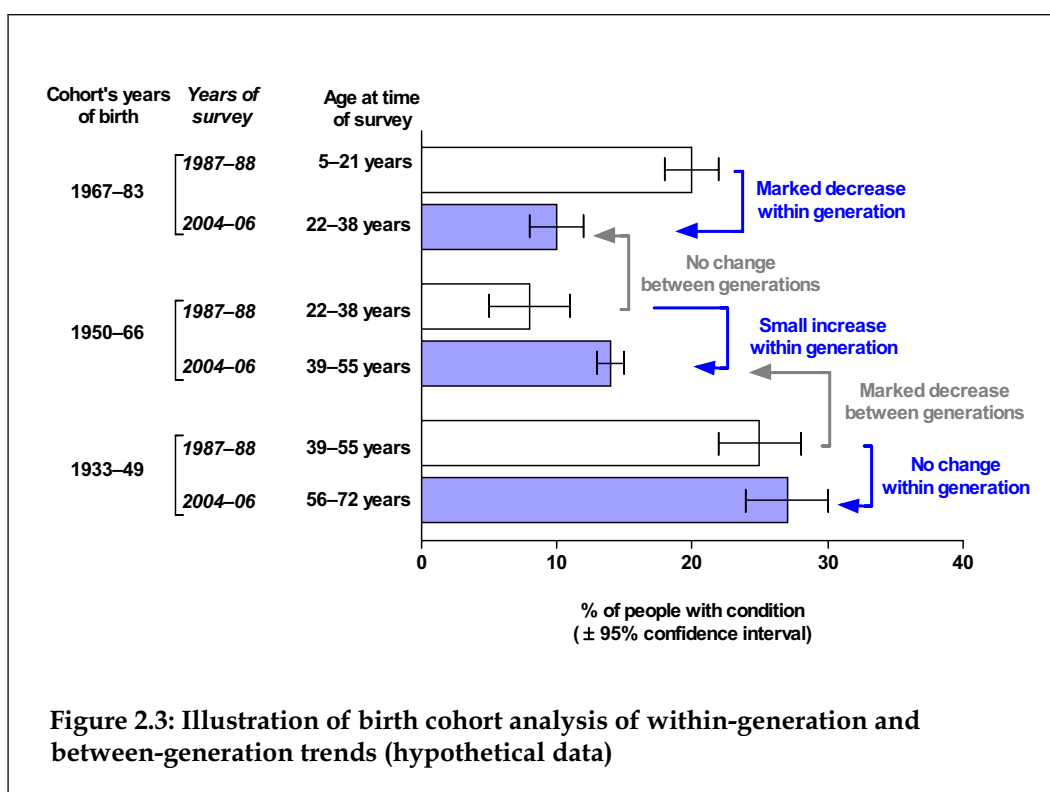 Cohort's years of birth
Years of survey
Age at time of survey
1967–83
1987–88
5–21 years
Marked decrease
within generation
2004–06
22–38 years
No change
between generations
1950–66
1987–88
22–38 years
Small increase
within generation
2004–06
39–55 years
Marked decrease
between generations
1933–49
1987–88
39–55 years
No change
within generation
2004–06
56–72 years
0 10 20 30 40
% of people with condition
( ± 95% confidence interval)
Figure 2.3: Illustration of birth cohort analysis of within-generation and
between-generation trends (hypothetical data)